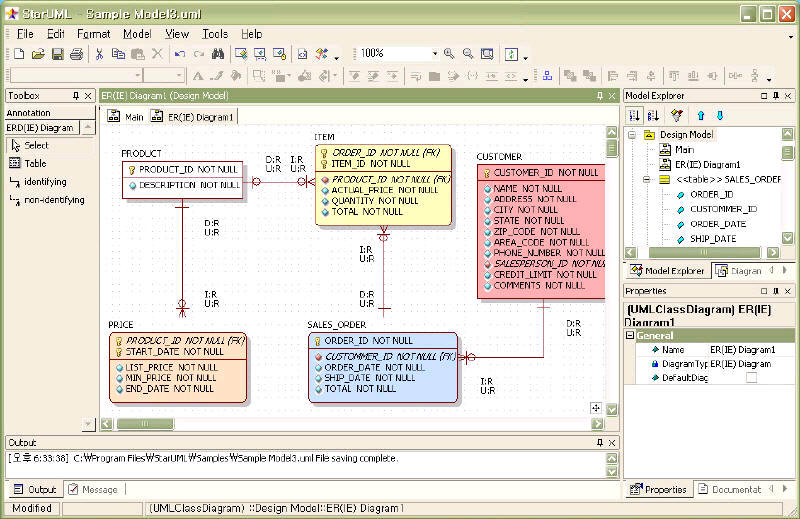 StarUML - Sample Model3.uml
File Edit Format Model View Tools Help
100%
Toolbox
Annotation
ERD(IE) Diagram
Select
Table
identifying
non-identifying
ER(IE) Diagram1 (Design Model)
Main ER(IE) Diagram1
PRODUCT
PRODUCT_ID NOT NULL
DESCRIPTION NOT NULL
D:R I:R
U:R U:R
ITEM
ORDER_ID NOT NULL (FK)
ITEM_ID NOT NULL
PRODUCT_ID NOT NULL (FK)
ACTUAL_PRICE NOT NULL
QUANTITY NOT NULL
TOTAL NOT NULL
CUSTOMER
CUSTOMER_ID NOT NULL
NAME NOT NULL
ADDRESS NOT NULL
CITY NOT NULL
STATE NOT NULL
ZIP_CODE NOT NULL
AREA_CODE NOT NULL
PHONE_NUMBER NOT NULL
SALESPERSON_ID NOT NU
CREDIT_LIMIT NOT NULL
COMMENTS NOT NULL
D:R
U:R
I:R
U:R
I:R
U:R
D:R
U:R
D:R
U:R
I:R
U:R
PRICE
PRODUCT_ID NOT NULL (FK)
START_DATE NOT NULL
LIST_PRICE NOT NULL
MIN_PRICE NOT NULL
END_DATE NOT NULL
SALES_ORDER
ORDER_ID NOT NULL
CUSTOMMER_ID NOT NULL (FK)
ORDER_DATE NOT NULL
SHIP_DATE NOT NULL
TOTAL NOT NULL
Model Explorer
Design Model
Main
ER(IE) Diagram1
<<table>> SALES_ORDER
ORDER_ID
CUSTOMMER_ID
ORDER_DATE
SHIP_DATE
Model Explorer Diagran
Properties
(UMLClassDiagram) ER(IE)
Diagram1
General
Name ER(IE) Diagram1
DiagramTyp ER(IE) Diagram
DefaultDiag
Properties Documentat
Output
[오후 6:33:38] C:₩Program Files₩StarUML₩Samples₩Sample Model3.uml File saving complete.
Output Message
Modified (UMLClassDiagram) ::Design Model::ER(IE) Diagram1